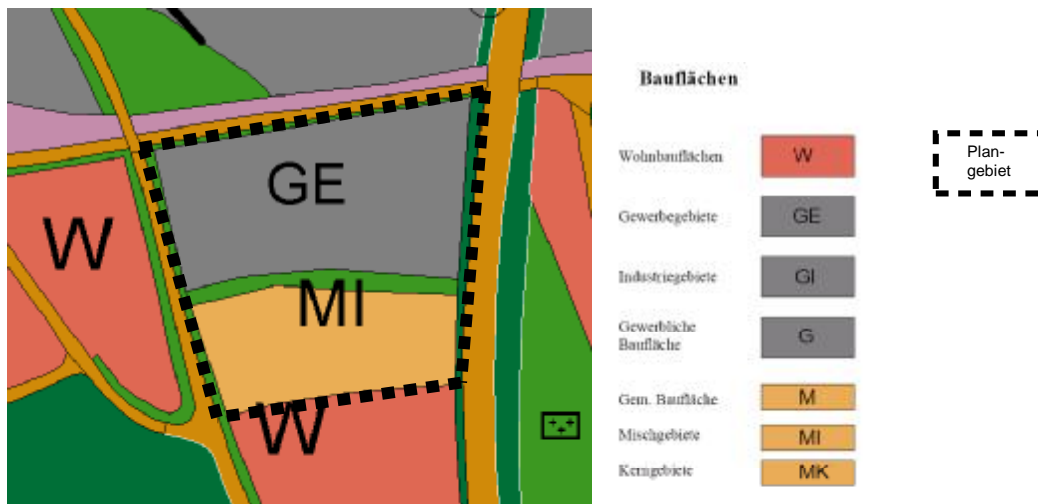 GE
W
MI
W
Bauflächen
Wohnbauflächen W
Gewerbegebiete GE
Industriegebiete GI
Gewerbliche
Baufläche G
Gem. Baufläche M
Mischgebiete MI
Kerngebiete MK
Plan-
gebiet